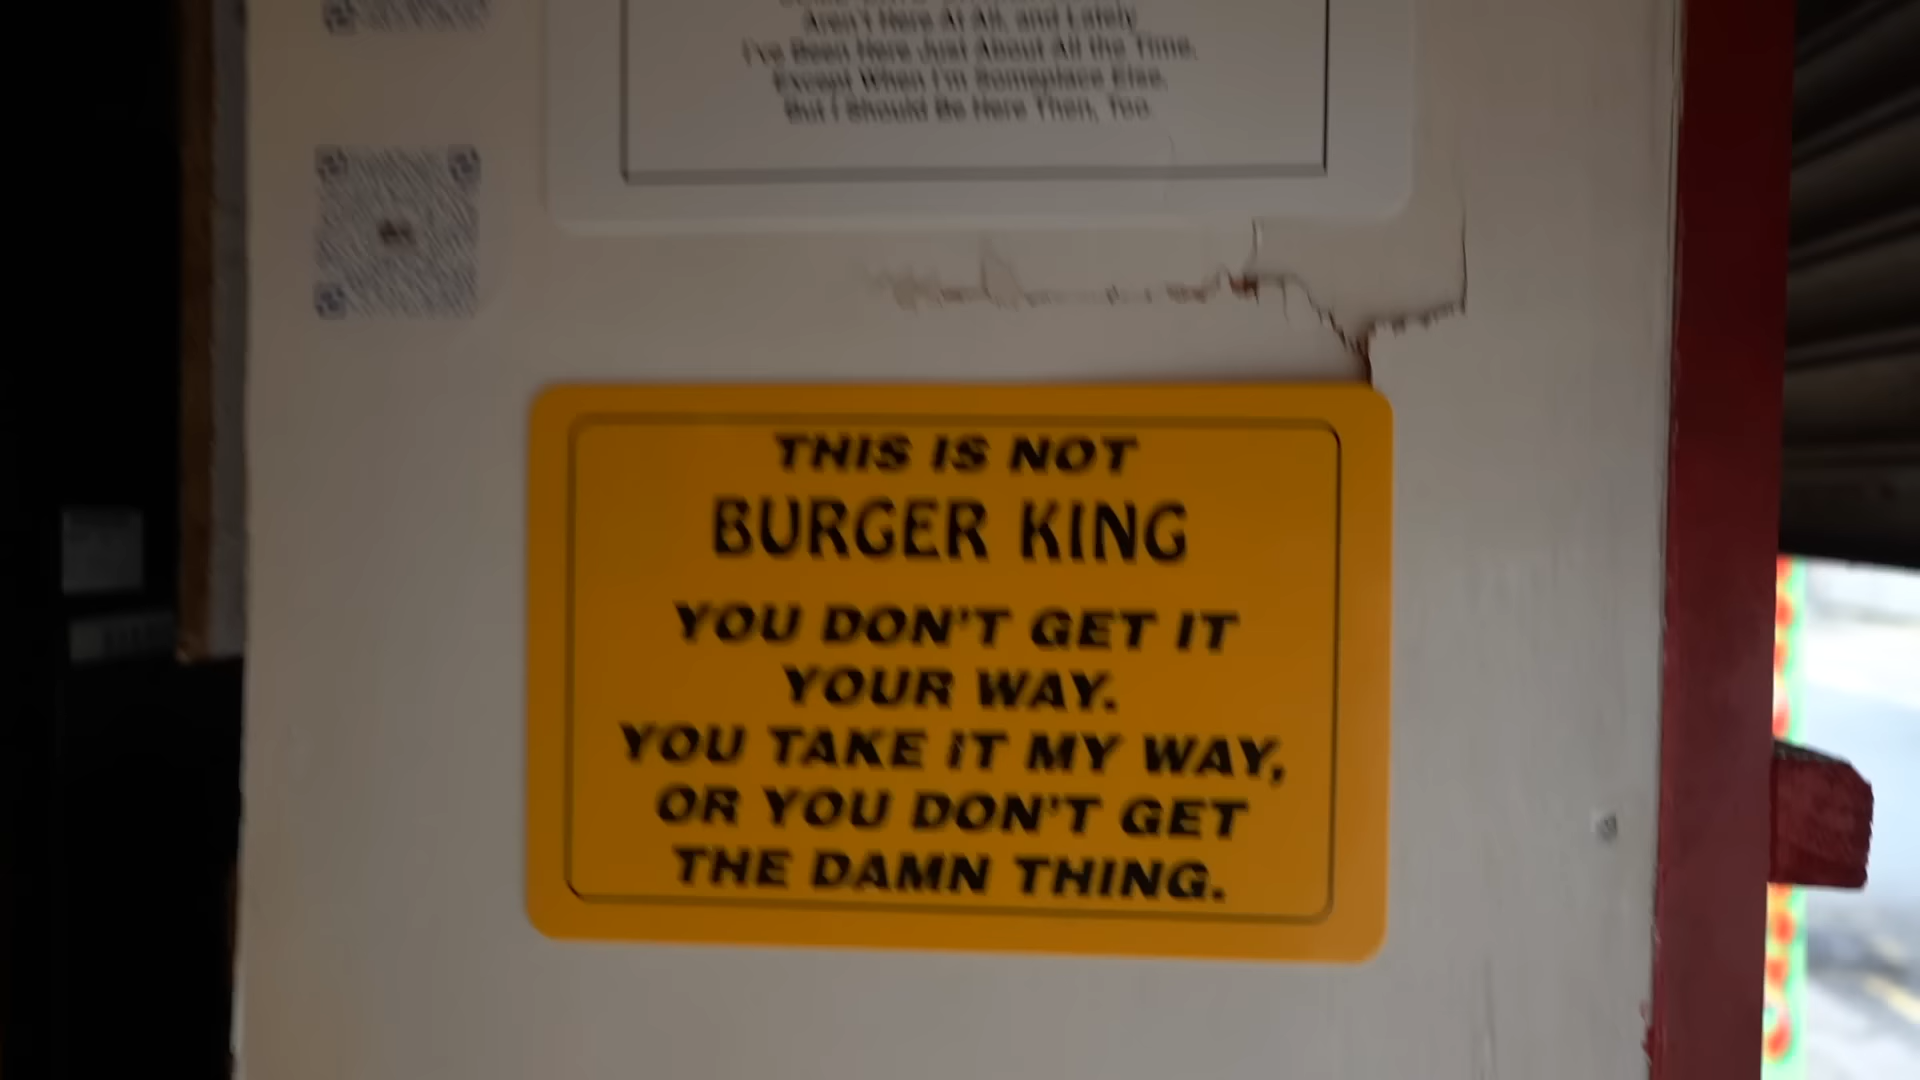 Aren't Here At All, and Lately
I've Been Here Just About All the Time,
Except When I'm Someplace Else,
But I Should Be Here Then, Too.
THIS IS NOT
BURGER KING
YOU DON'T GET IT
YOUR WAY.
YOU TAKE IT MY WAY,
OR YOU DON'T GET
THE DAMN THING.